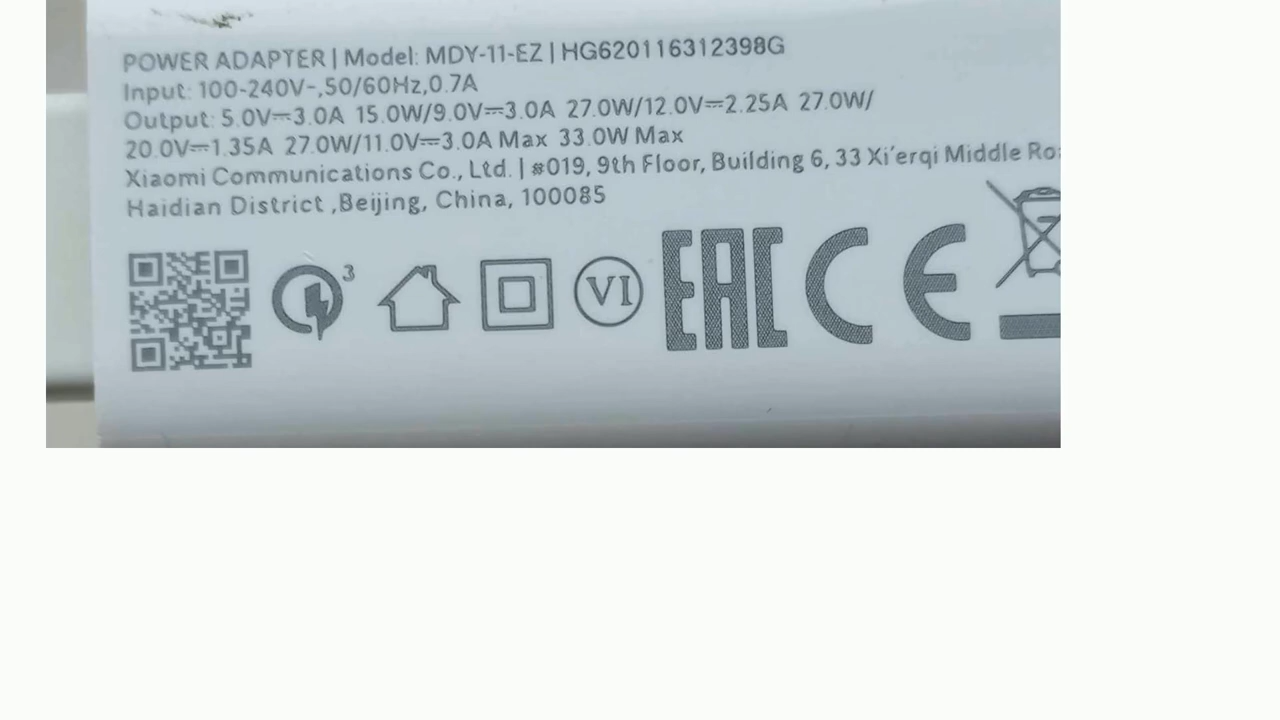 POWER ADAPTER | Model: MDY-11-EZ | HG620116312398G
Input: 100-240V~,50/60Hz,0.7A
Output: 5.0V⎓3.0A 15.0W/9.0V⎓3.0A 27.0W/12.0V⎓2.25A 27.0W/
20.0V⎓1.35A 27.0W/11.0V⎓3.0A Max 33.0W Max
Xiaomi Communications Co., Ltd. | #019, 9th Floor, Building 6, 33 Xi'erqi Middle
Haidian District ,Beijing, China, 100085
3 VI EAC CE